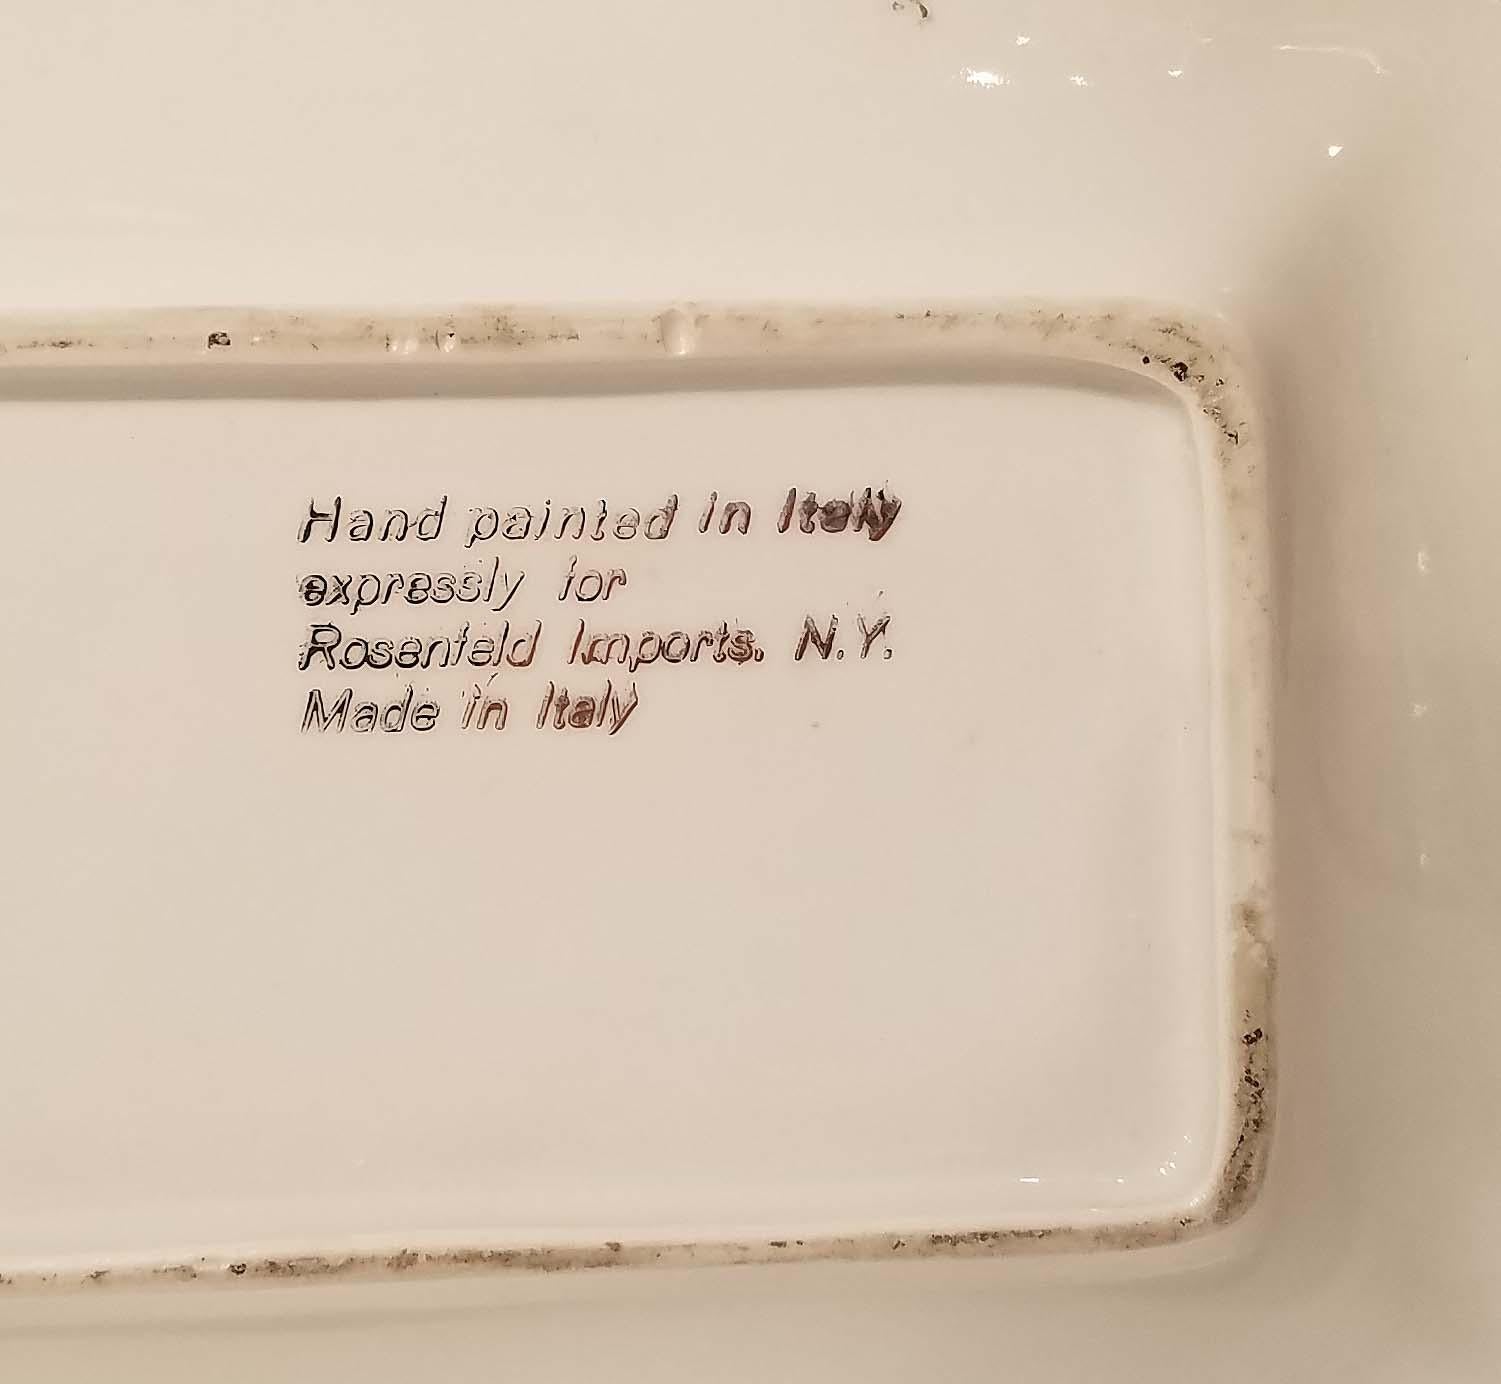 Hand painted in Italy
expressly for
Rosenfeld Imports. N.Y.
Made in Italy